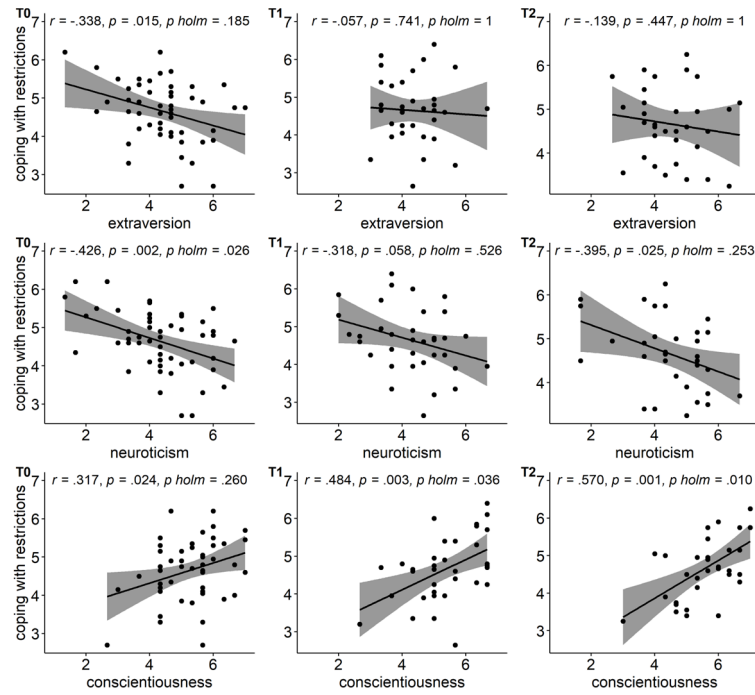 T0 r = -.338, p = .015, p holm = .185
T1 r = -.057, p = .741, p holm = 1
T2 r = -.139, p = .447, p holm = 1
coping with restrictions
7
6
5
4
3
2 4 6
extraversion
7
6
5
4
3
2 4 6
extraversion
7
6
5
4
2 4 6
extraversion
T0 r = -.426, p = .002, p holm = .026
T1 r = -.318, p = .058, p holm = .526
T2 r = -.395, p = .025, p holm = .253
coping with restrictions
7
6
5
4
3
2 4 6
neuroticism
7
6
5
4
3
2 4 6
neuroticism
7
6
5
4
2 4 6
neuroticism
T0 r = .317, p = .024, p holm = .260
T1 r = .484, p = .003, p holm = .036
T2 r = .570, p = .001, p holm = .010
coping with restrictions
7
6
5
4
3
2 4 6
conscientiousness
7
6
5
4
3
2 4 6
conscientiousness
7
6
5
4
3
2 4 6
conscientiousness